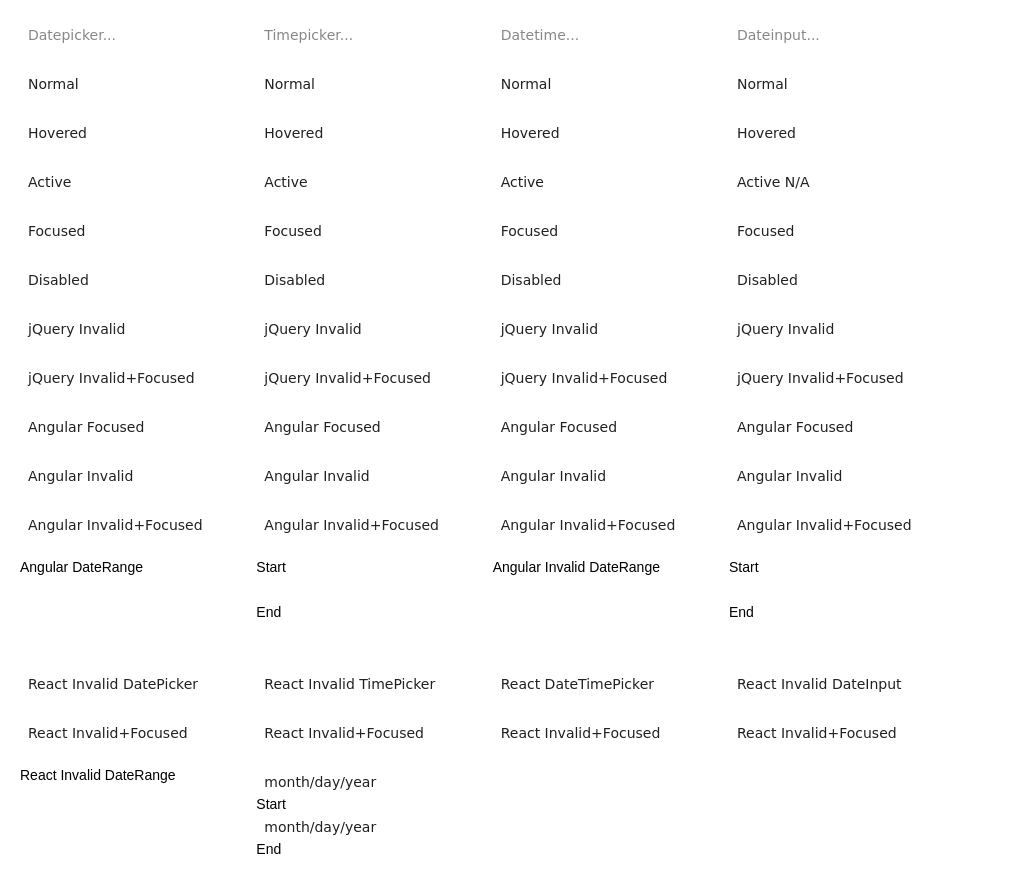 Datepicker... Timepicker... Datetime... Dateinput...
Normal Normal Normal Normal
Hovered Hovered Hovered Hovered
Active Active Active Active N/A
Focused Focused Focused Focused
Disabled Disabled Disabled Disabled
jQuery Invalid jQuery Invalid jQuery Invalid jQuery Invalid
jQuery Invalid+Focused jQuery Invalid+Focused jQuery Invalid+Focused jQuery Invalid+Focused
Angular Focused Angular Focused Angular Focused Angular Focused
Angular Invalid Angular Invalid Angular Invalid Angular Invalid
Angular Invalid+Focused Angular Invalid+Focused Angular Invalid+Focused Angular Invalid+Focused
Angular DateRange Start Angular Invalid DateRange Start
End End
React Invalid DatePicker React Invalid TimePicker React DateTimePicker React Invalid DateInput
React Invalid+Focused React Invalid+Focused React Invalid+Focused React Invalid+Focused
React Invalid DateRange month/day/year
Start
month/day/year
End